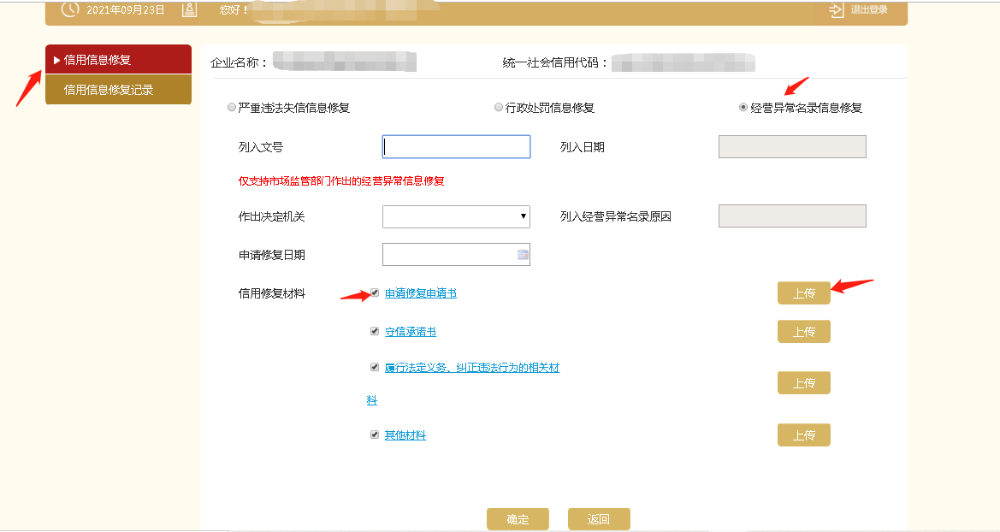 2021年09月23日 您好！ 退出登录
信用信息修复
信用信息修复记录
企业名称： 统一社会信用代码：
严重违法失信信息修复 行政处罚信息修复 经营异常名录信息修复
列入文号 列入日期
仅支持市场监管部门作出的经营异常信息修复
作出决定机关 列入经营异常名录原因
申请修复日期
信用修复材料 申请修复申请书 上传
守信承诺书 上传
履行法定义务、纠正违法行为的相关材
料 上传
其他材料 上传
确定 返回